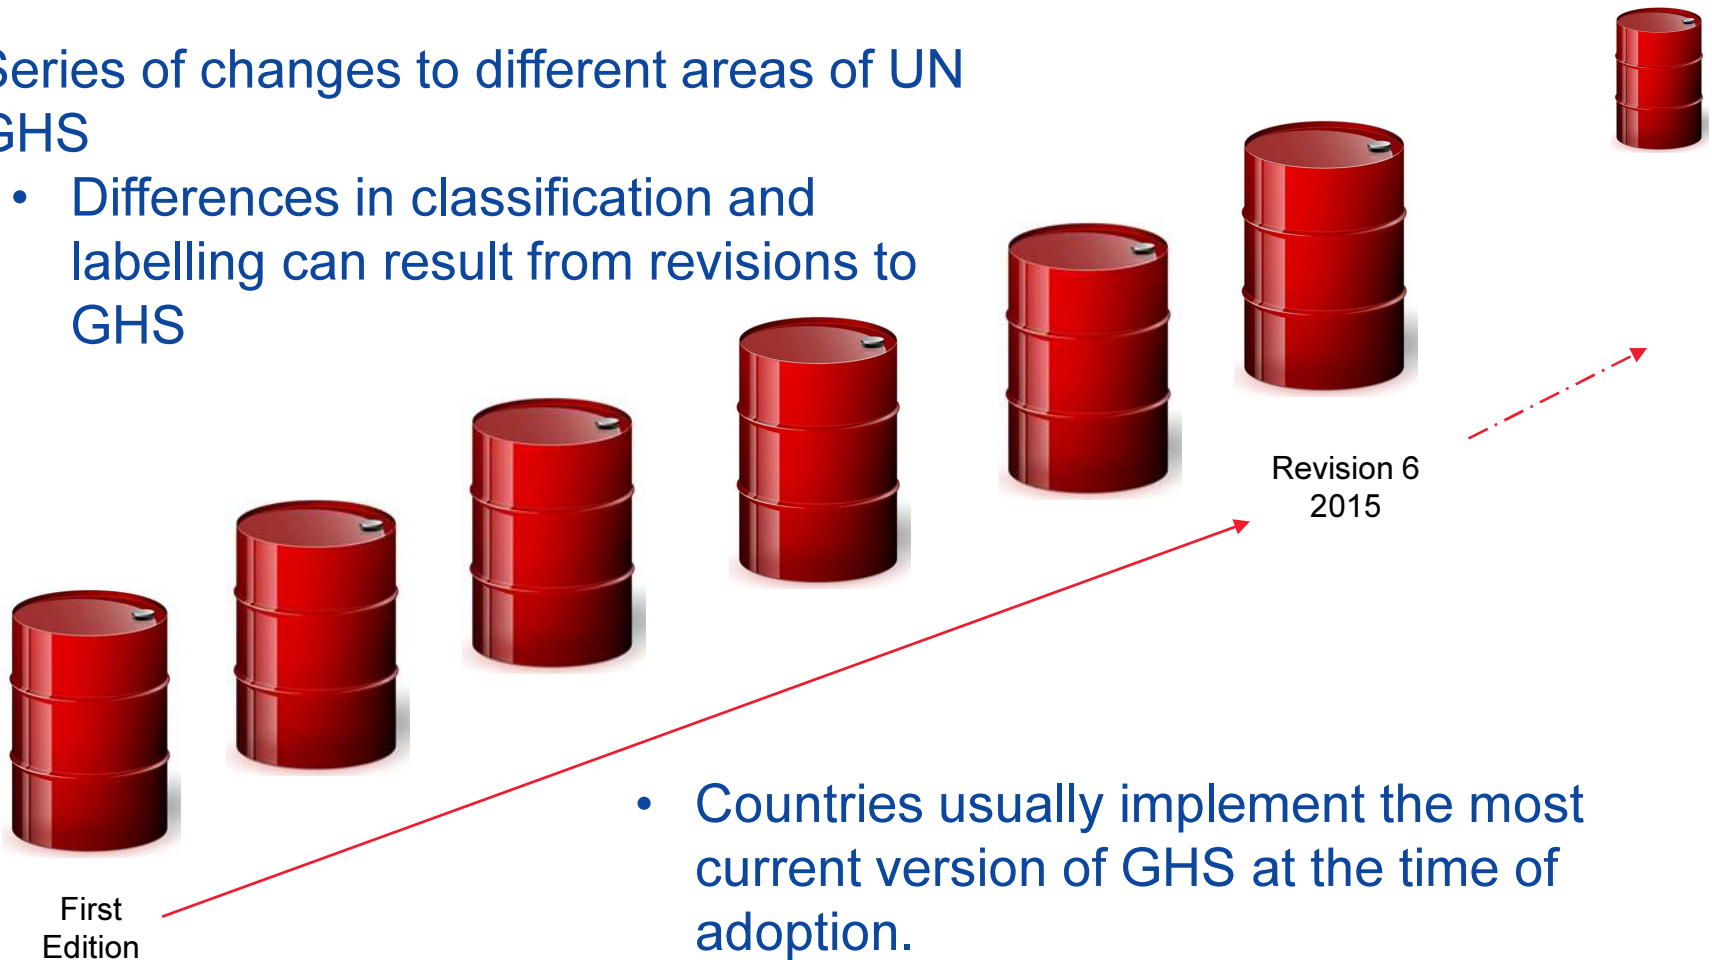 Series of changes to different areas of UN
GHS
• Differences in classification and
labelling can result from revisions to
GHS
Revision 6
2015
• Countries usually implement the most
current version of GHS at the time of
adoption.
First
Edition